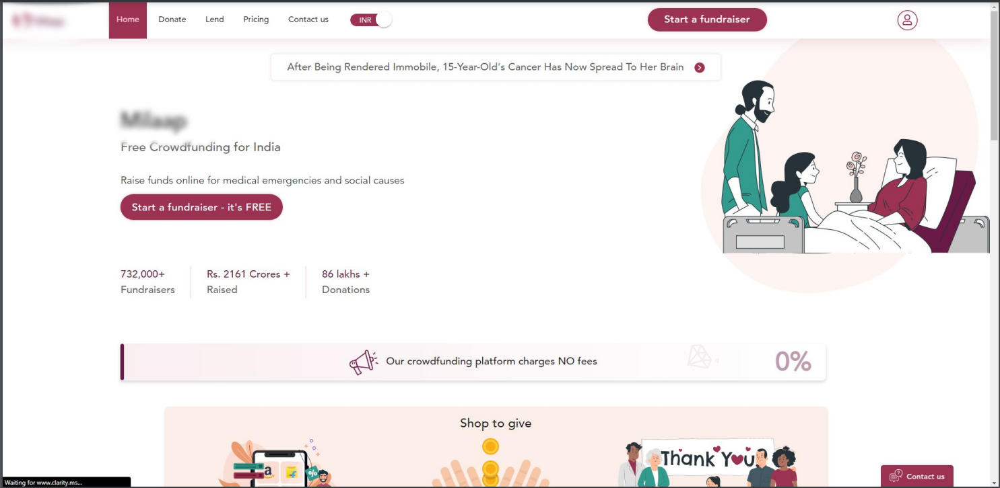 Home
Donate
Lend
Pricing
Contact us
INR
Start a fundraiser
After Being Rendered Immobile, 15-Year-Old's Cancer Has Now Spread To Her Brain
Milaap
Free Crowdfunding for India
Raise funds online for medical emergencies and social causes
Start a fundraiser - it's FREE
732,000+
Fundraisers
Rs. 2161 Crores +
Raised
86 lakhs +
Donations
Our crowdfunding platform charges NO fees
0%
Shop to give
a
%
Thank You
Contact us
Waiting for www.clarity.ms...